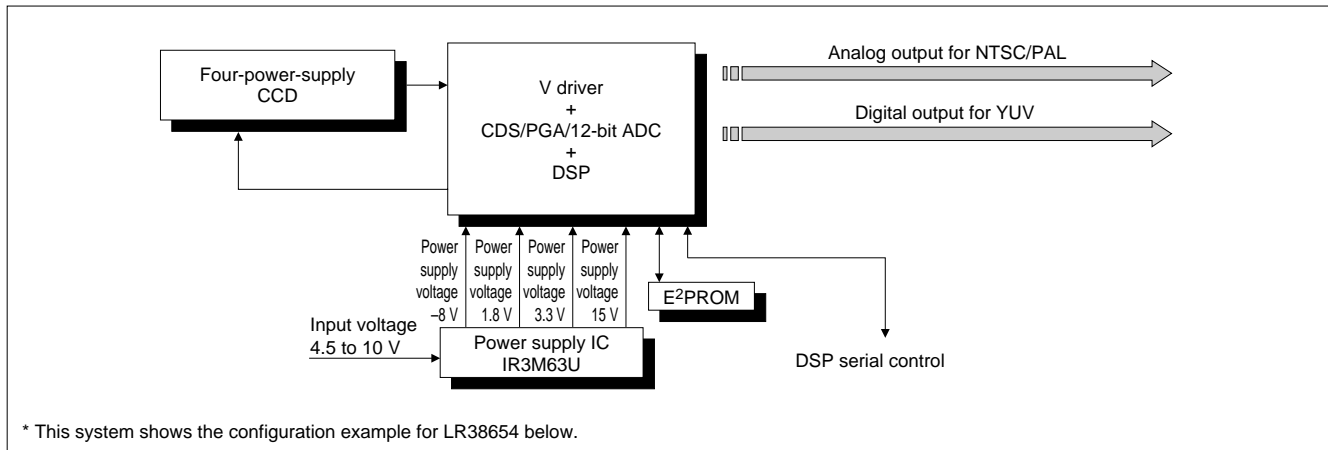 Four-power-supply
CCD
V driver
+
CDS/PGA/12-bit ADC
+
DSP
Analog output for NTSC/PAL
Digital output for YUV
Power
supply
voltage
–8 V
Power
supply
voltage
1.8 V
Power
supply
voltage
3.3 V
Power
supply
voltage
15 V
E2PROM
Input voltage
4.5 to 10 V
Power supply IC
IR3M63U
DSP serial control
* This system shows the configuration example for LR38654 below.